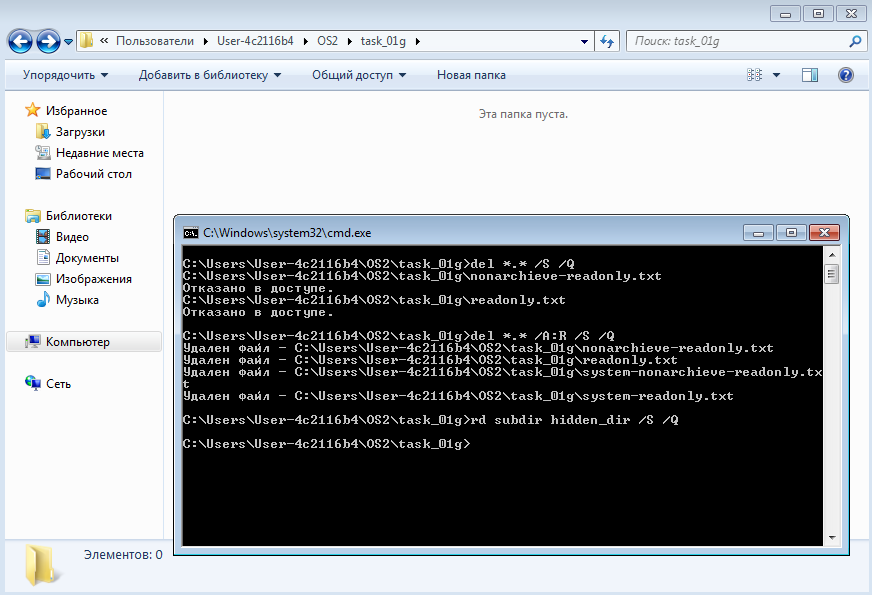 « Пользователи User-4c2116b4 OS2 task_01g
Поиск: task_01g
Упорядочить Добавить в библиотеку Общий доступ Новая папка
Избранное
Загрузки
Недавние места
Рабочий стол
Библиотеки
Видео
Документы
Изображения
Музыка
Компьютер
Сеть
Эта папка пуста.
C:\Windows\system32\cmd.exe
C:\Users\User-4c2116b4\OS2\task_01g>del *.* /S /Q
C:\Users\User-4c2116b4\OS2\task_01g\nonarchieve-readonly.txt
Отказано в доступе.
C:\Users\User-4c2116b4\OS2\task_01g\readonly.txt
Отказано в доступе.
C:\Users\User-4c2116b4\OS2\task_01g>del *.* /A:R /S /Q
Удален файл - C:\Users\User-4c2116b4\OS2\task_01g\nonarchieve-readonly.txt
Удален файл - C:\Users\User-4c2116b4\OS2\task_01g\readonly.txt
Удален файл - C:\Users\User-4c2116b4\OS2\task_01g\system-nonarchieve-readonly.tx
t
Удален файл - C:\Users\User-4c2116b4\OS2\task_01g\system-readonly.txt
C:\Users\User-4c2116b4\OS2\task_01g>rd subdir hidden_dir /S /Q
C:\Users\User-4c2116b4\OS2\task_01g>
Элементов: 0